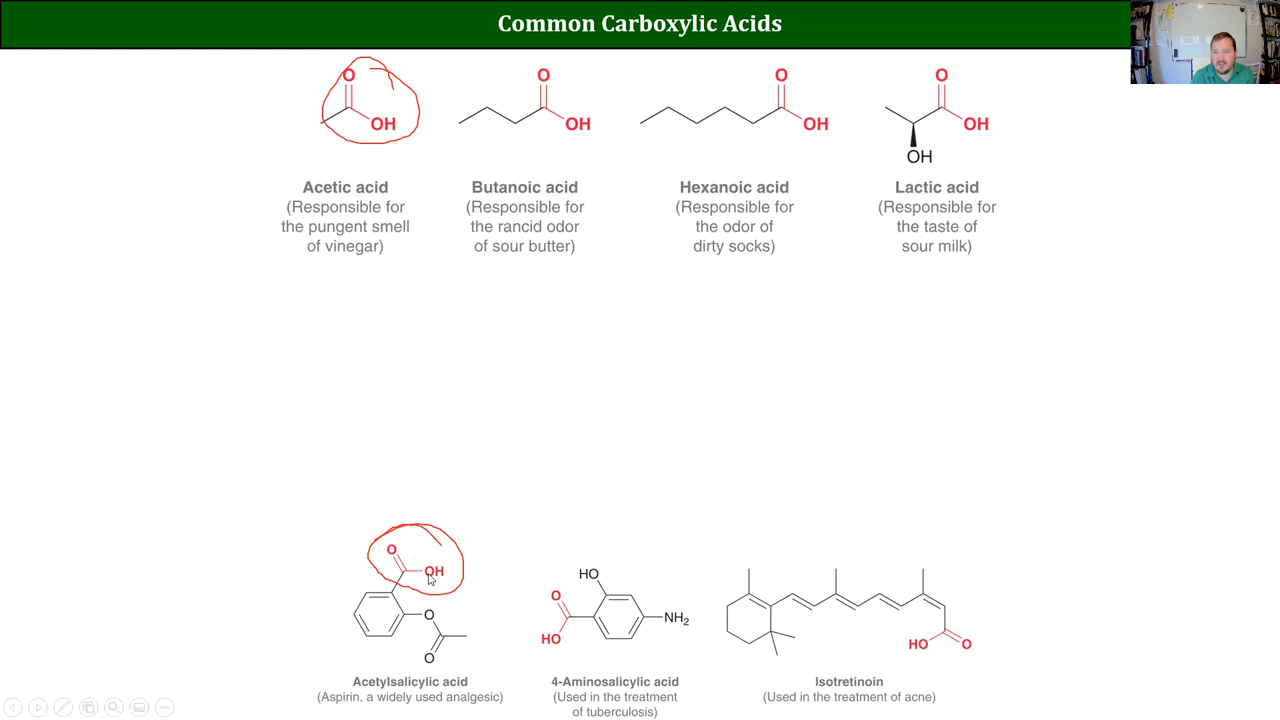 Common Carboxylic Acids
O
OH
O
OH
O
OH
O
OH
OH
Acetic acid
(Responsible for
the pungent smell
of vinegar)
Butanoic acid
(Responsible for
the rancid odor
of sour butter)
Hexanoic acid
(Responsible for
the odor of
dirty socks)
Lactic acid
(Responsible for
the taste of
sour milk)
O
OH
O
O
HO
O
HO
NH₂
HO
O
Acetylsalicylic acid
(Aspirin, a widely used analgesic)
4-Aminosalicylic acid
(Used in the treatment
of tuberculosis)
Isotretinoin
(Used in the treatment of acne)